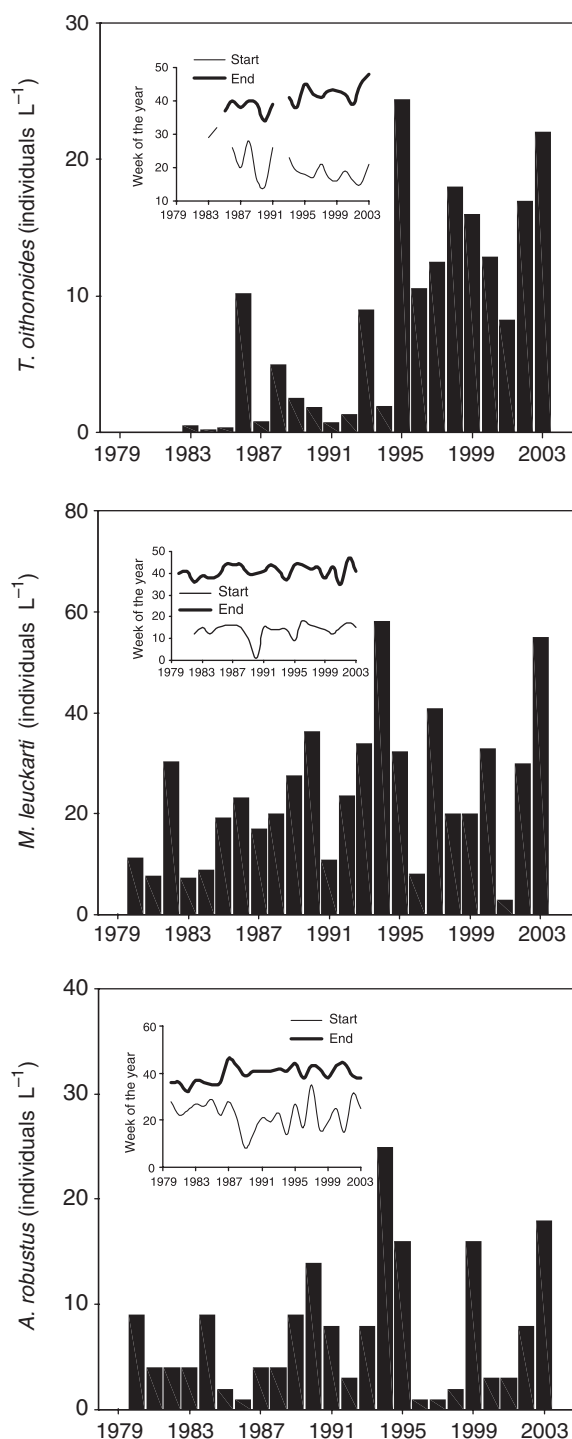 T. oithonoides (individuals L⁻¹)
30
20
10
0
1979 1983 1987 1991 1995 1999 2003
Start
End
Week of the year
50
40
30
20
10
1979 1983 1987 1991 1995 1999 2003
M. leuckarti (individuals L⁻¹)
80
60
40
20
0
1979 1983 1987 1991 1995 1999 2003
Week of the year
50
40
30
20
10
0
Start
End
1979 1983 1987 1991 1995 1999 2003
A. robustus (individuals L⁻¹)
40
30
20
10
0
1979 1983 1987 1991 1995 1999 2003
Start
End
Week of the year
60
40
20
0
1979 1983 1987 1991 1995 1999 2003